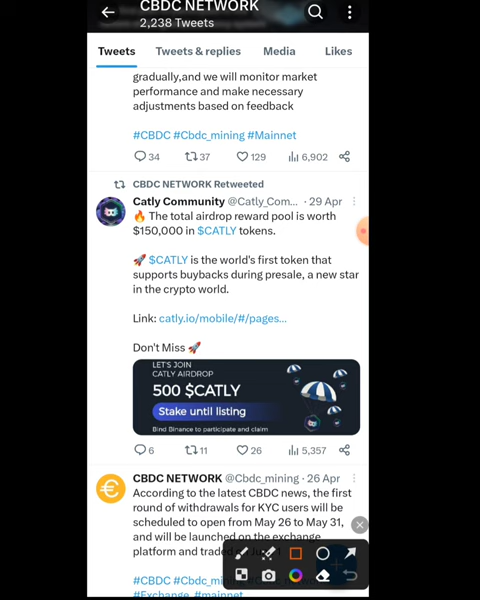 CBDC NETWORK
2,238 Tweets
Tweets
Tweets & replies
Media
Likes
gradually,and we will monitor market
performance and make necessary
adjustments based on feedback
#CBDC #Cbdc_mining #Mainnet
34
37
129
6,902
CBDC NETWORK Retweeted
Catly Community @Catly_Com... · 29 Apr
🔥 The total airdrop reward pool is worth
$150,000 in $CATLY tokens.
🚀 $CATLY is the world's first token that
supports buybacks during presale, a new star
in the crypto world.
Link: catly.io/mobile/#/pages...
Don't Miss 🚀
LET'S JOIN
CATLY AIRDROP
500 $CATLY
Stake until listing
Bind Binance to participate and claim
6
11
26
5,357
CBDC NETWORK @Cbdc_mining · 26 Apr
According to the latest CBDC news, the first
round of withdrawals for KYC users will be
scheduled to open from May 26 to May 31,
and will be launched on the exchange
platform and traded
#CBDC
#Exchange #mainnet